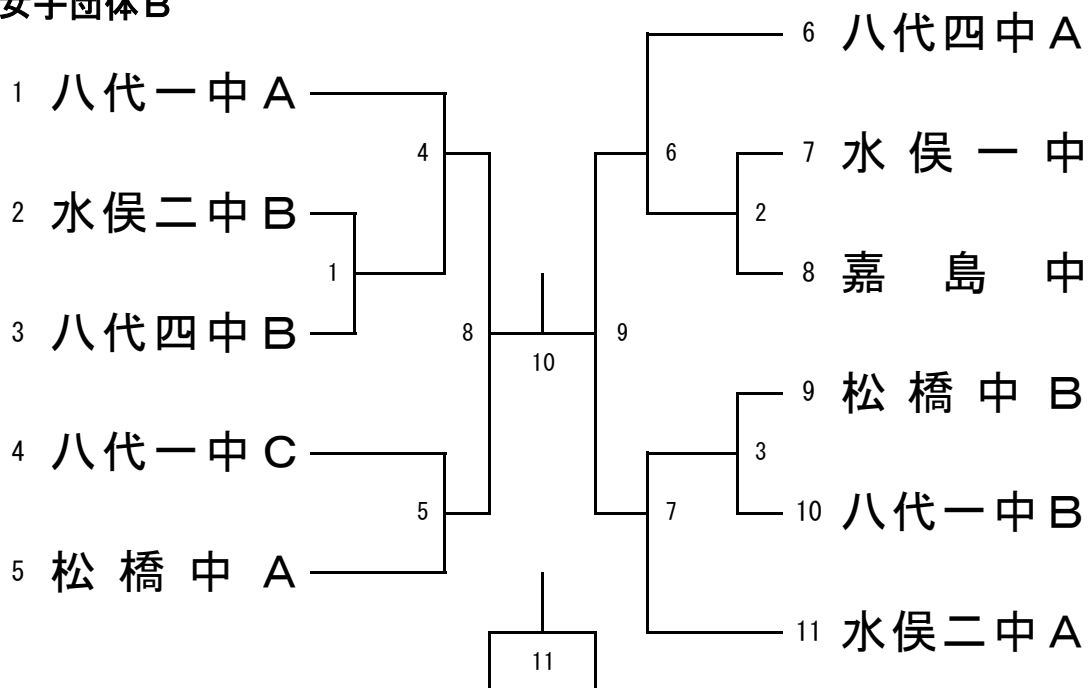 女子団体B
1 八代一中A
2 水俣二中B
3 八代四中B
4 八代一中C
5 松橋中A
1
4
5
8
10
11
9
6
2
7
3
6 八代四中A
7 水俣一中
8 嘉島中
9 松橋中B
10 八代一中B
11 水俣二中A